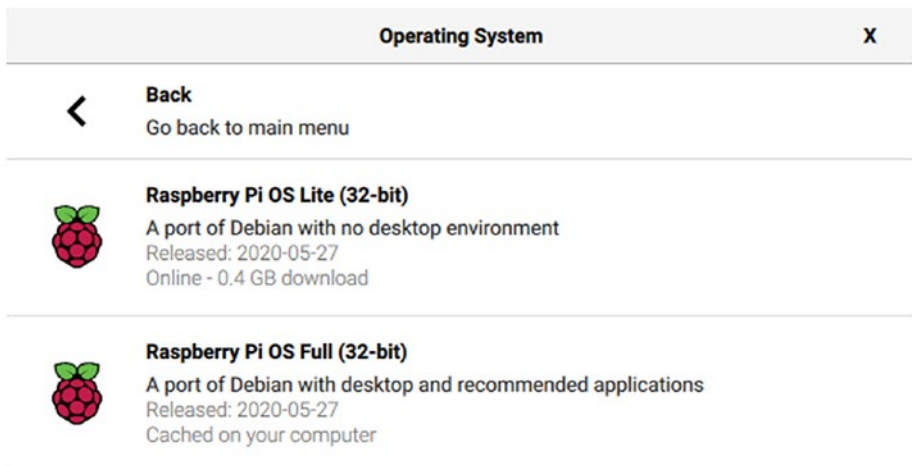 Operating System X
Back
Go back to main menu
Raspberry Pi OS Lite (32-bit)
A port of Debian with no desktop environment
Released: 2020-05-27
Online - 0.4 GB download
Raspberry Pi OS Full (32-bit)
A port of Debian with desktop and recommended applications
Released: 2020-05-27
Cached on your computer